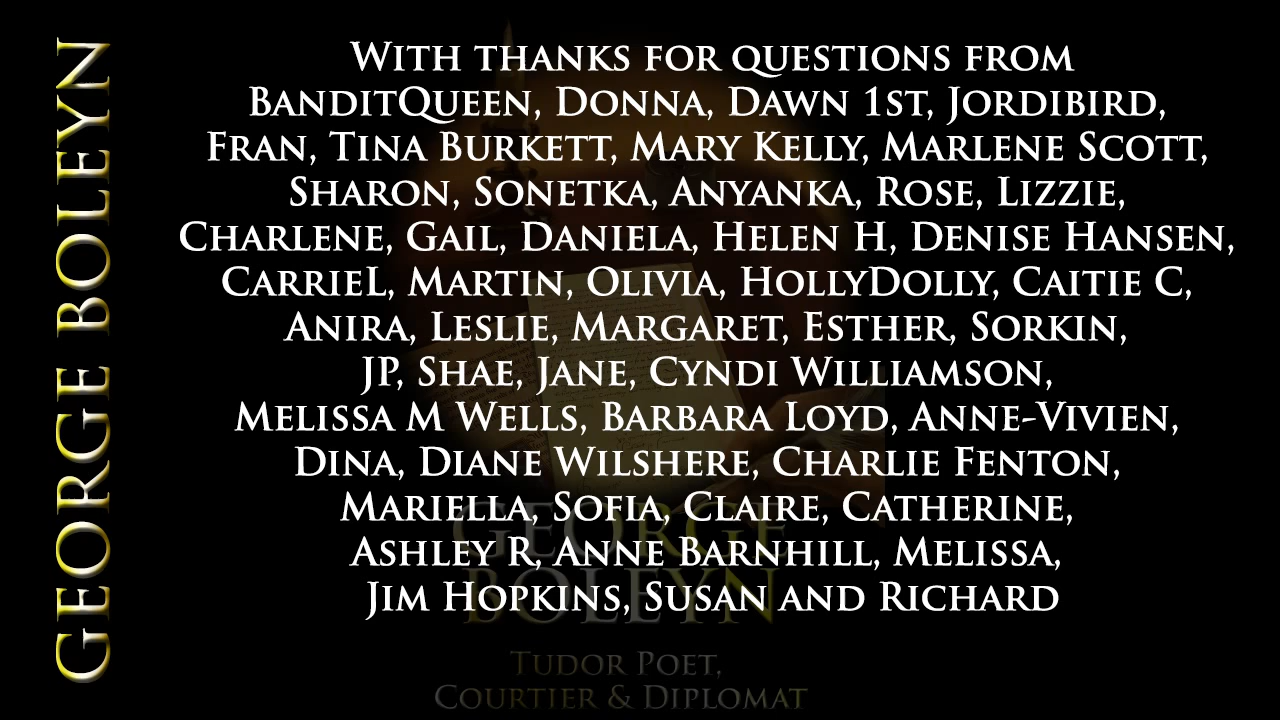 GEORGE BOLEYN
WITH THANKS FOR QUESTIONS FROM
BANDITQUEEN, DONNA, DAWN 1ST, JORDIBIRD,
FRAN, TINA BURKETT, MARY KELLY, MARLENE SCOTT,
SHARON, SONETKA, ANYANKA, ROSE, LIZZIE,
CHARLENE, GAIL, DANIELA, HELEN H, DENISE HANSEN,
CARRIEL, MARTIN, OLIVIA, HOLLYDOLLY, CAITIE C,
ANIRA, LESLIE, MARGARET, ESTHER, SORKIN,
JP, SHAE, JANE, CYNDI WILLIAMSON,
MELISSA M WELLS, BARBARA LOYD, ANNE-VIVIEN,
DINA, DIANE WILSHERE, CHARLIE FENTON,
MARIELLA, SOFIA, CLAIRE, CATHERINE,
ASHLEY R, ANNE BARNHILL, MELISSA,
JIM HOPKINS, SUSAN AND RICHARD
GEORGE
BOLEYN
TUDOR POET,
COURTIER & DIPLOMAT